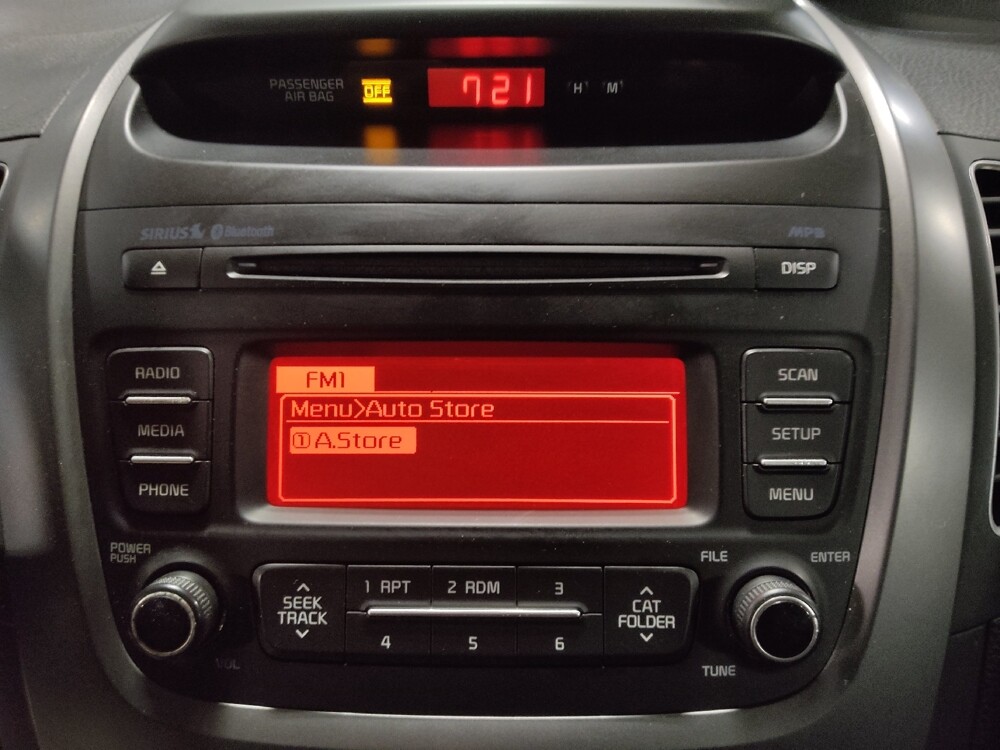 PASSENGER
AIR BAG
OFF
7 21
H M
SIRIUS Bluetooth
MP3
DISP
RADIO
MEDIA
PHONE
FM1
Menu>Auto Store
① A.Store
SCAN
SETUP
MENU
POWER
PUSH
VOL
SEEK
TRACK
1 RPT 2 RDM 3
4 5 6
CAT
FOLDER
FILE
ENTER
TUNE